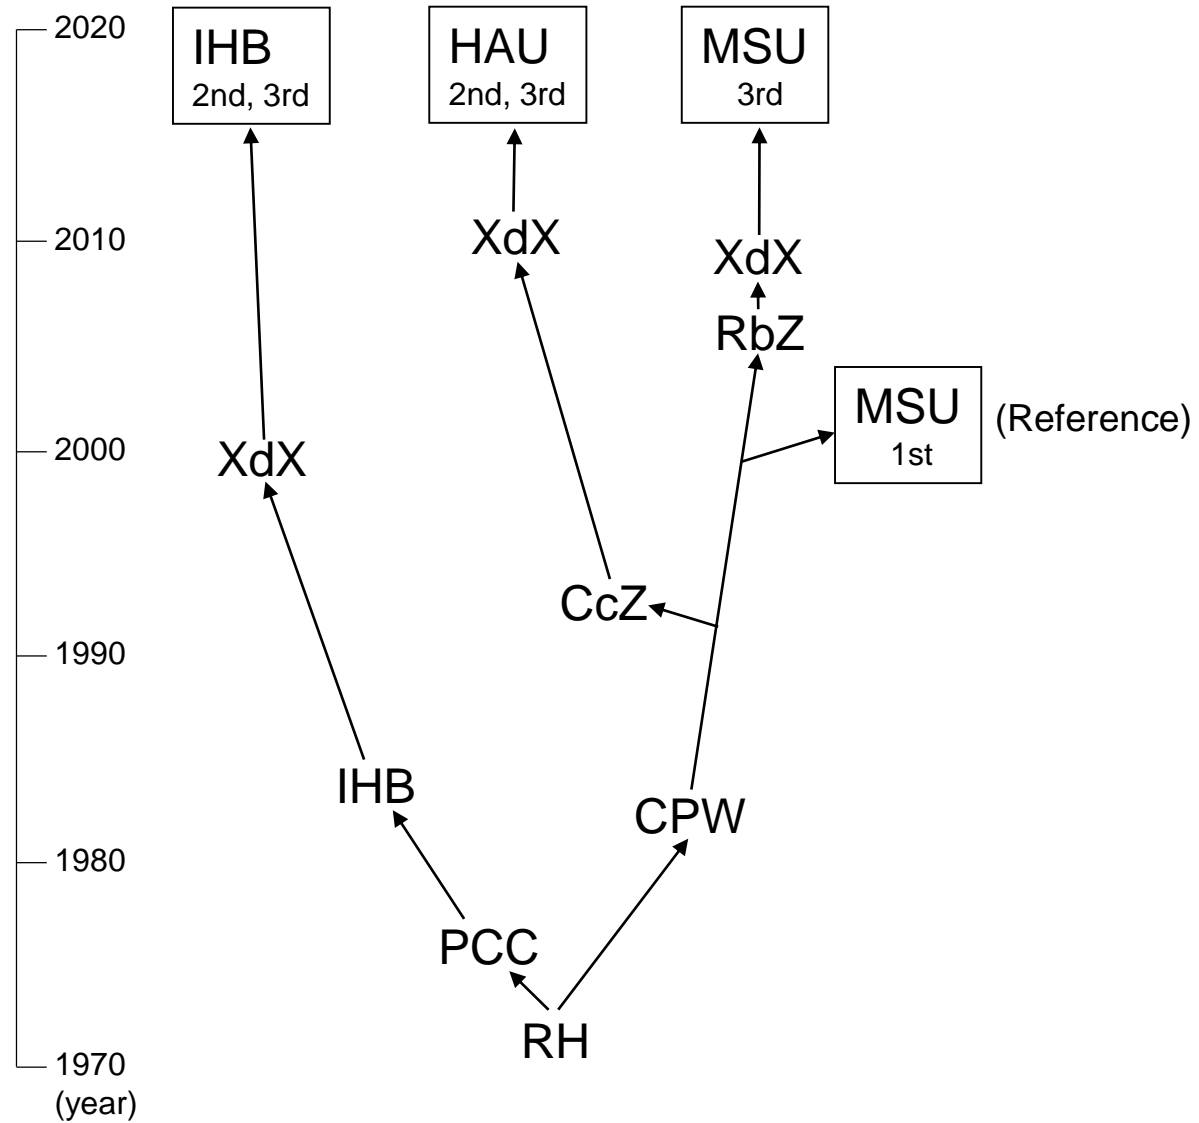 2020
IHB
2nd, 3rd
HAU
2nd, 3rd
MSU
3rd
2010
XdX
XdX
RbZ
MSU
1st
(Reference)
2000
XdX
CcZ
1990
IHB
CPW
1980
PCC
RH
1970
(year)